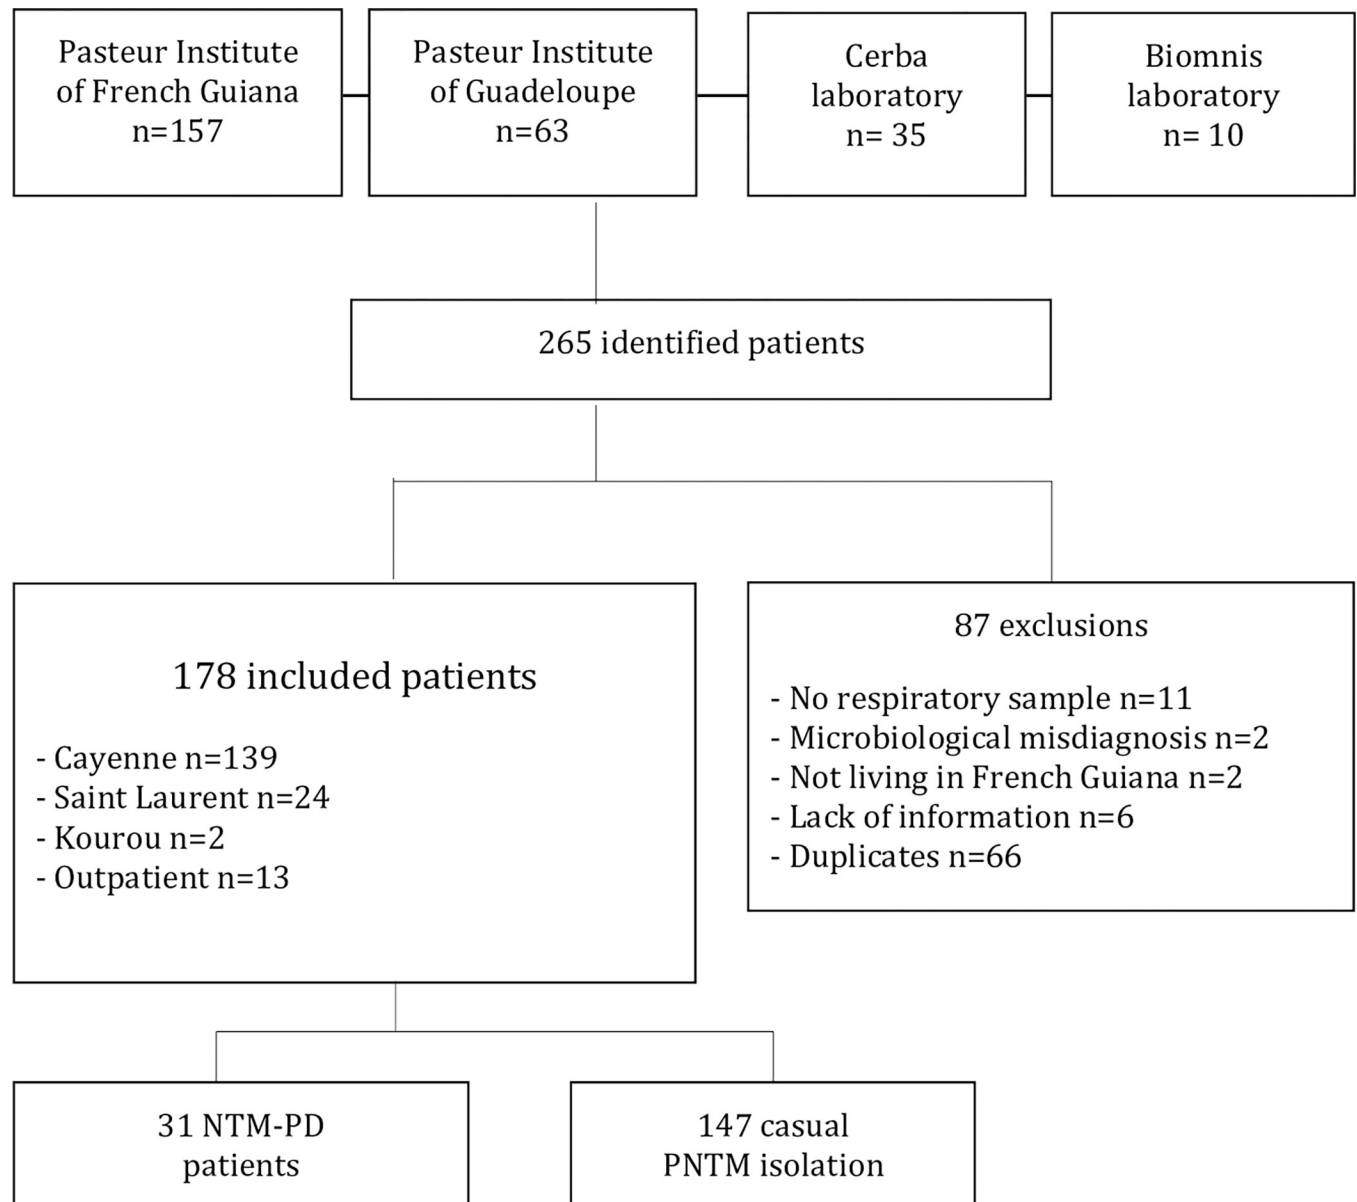 Pasteur Institute
of French Guiana
n=157
Pasteur Institute
of Guadeloupe
n=63
Cerba
laboratory
n= 35
Biomnis
laboratory
n= 10
265 identified patients
178 included patients
- Cayenne n=139
- Saint Laurent n=24
- Kourou n=2
- Outpatient n=13
87 exclusions
- No respiratory sample n=11
- Microbiological misdiagnosis n=2
- Not living in French Guiana n=2
- Lack of information n=6
- Duplicates n=66
31 NTM-PD
patients
147 casual
PNTM isolation